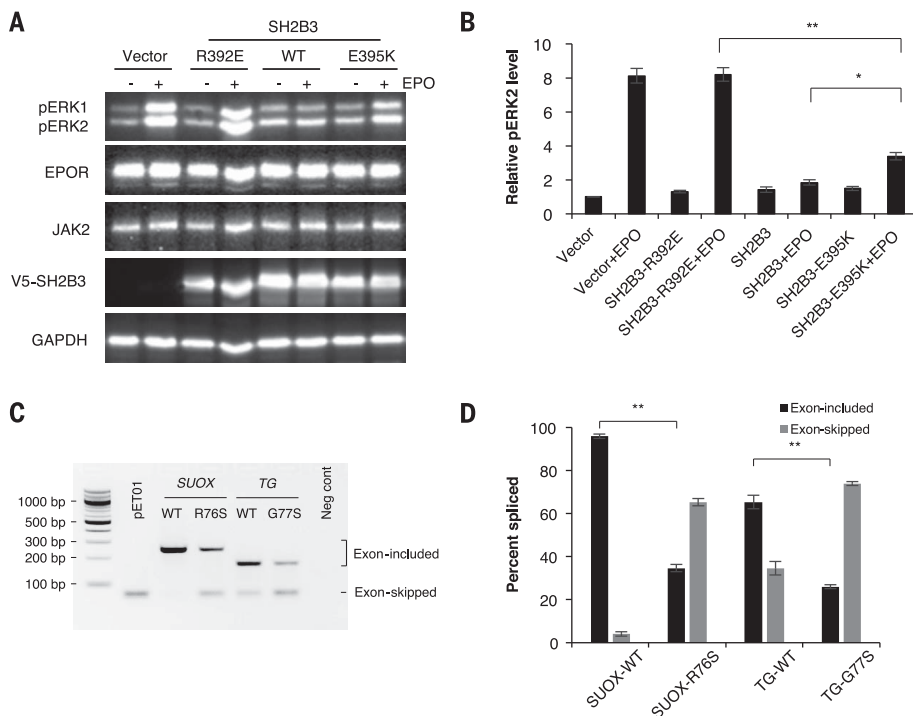 A
SH2B3
Vector R392E WT E395K
- + - + - + - + EPO
pERK1
pERK2
EPOR
JAK2
V5-SH2B3
GAPDH
B
Relative pERK2 level
10
8
6
4
2
0
**
*
Vector
Vector+EPO
SH2B3-R392E
SH2B3-R392E+EPO
SH2B3
SH2B3+EPO
SH2B3-E395K
SH2B3-E395K+EPO
C
pET01
SUOX
TG
WT R76S WT G77S
Neg cont
1000 bp
500 bp
300 bp
200 bp
100 bp
Exon-included
Exon-skipped
D
Exon-included
Exon-skipped
Percent spliced
100
80
60
40
20
0
**
**
SUOX-WT
SUOX-R76S
TG-WT
TG-G77S